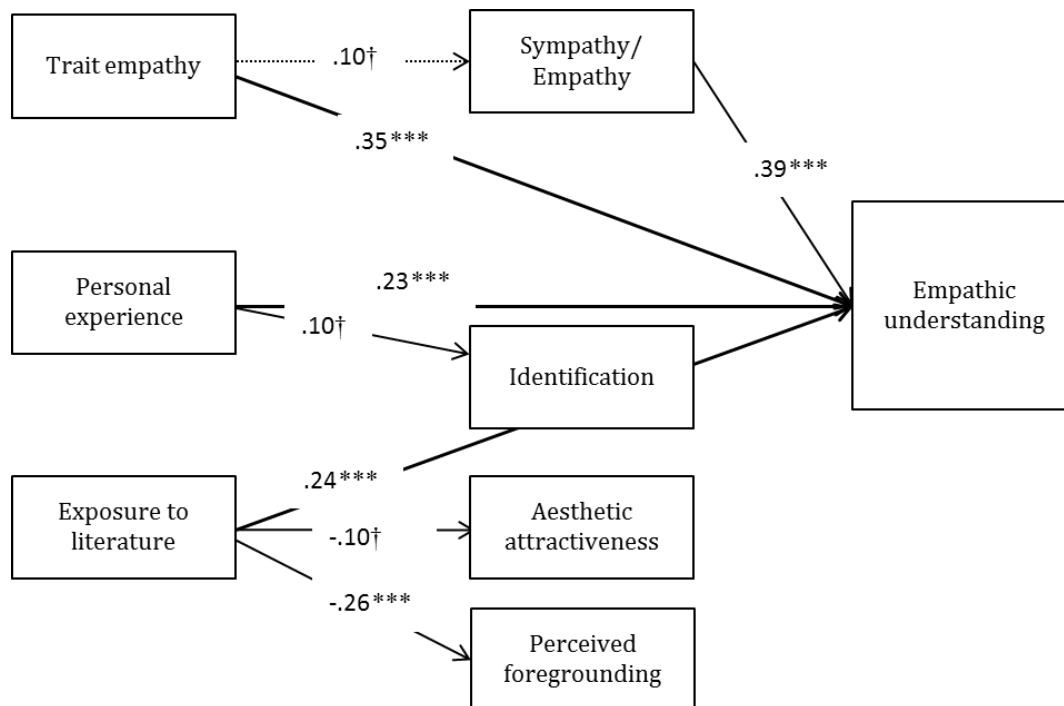 Trait empathy
.10†
Sympathy/
Empathy
.35***
.39***
Personal
experience
.23***
.10†
Identification
Empathic
understanding
Exposure to
literature
.24***
-.10†
Aesthetic
attractiveness
-.26***
Perceived
foregrounding